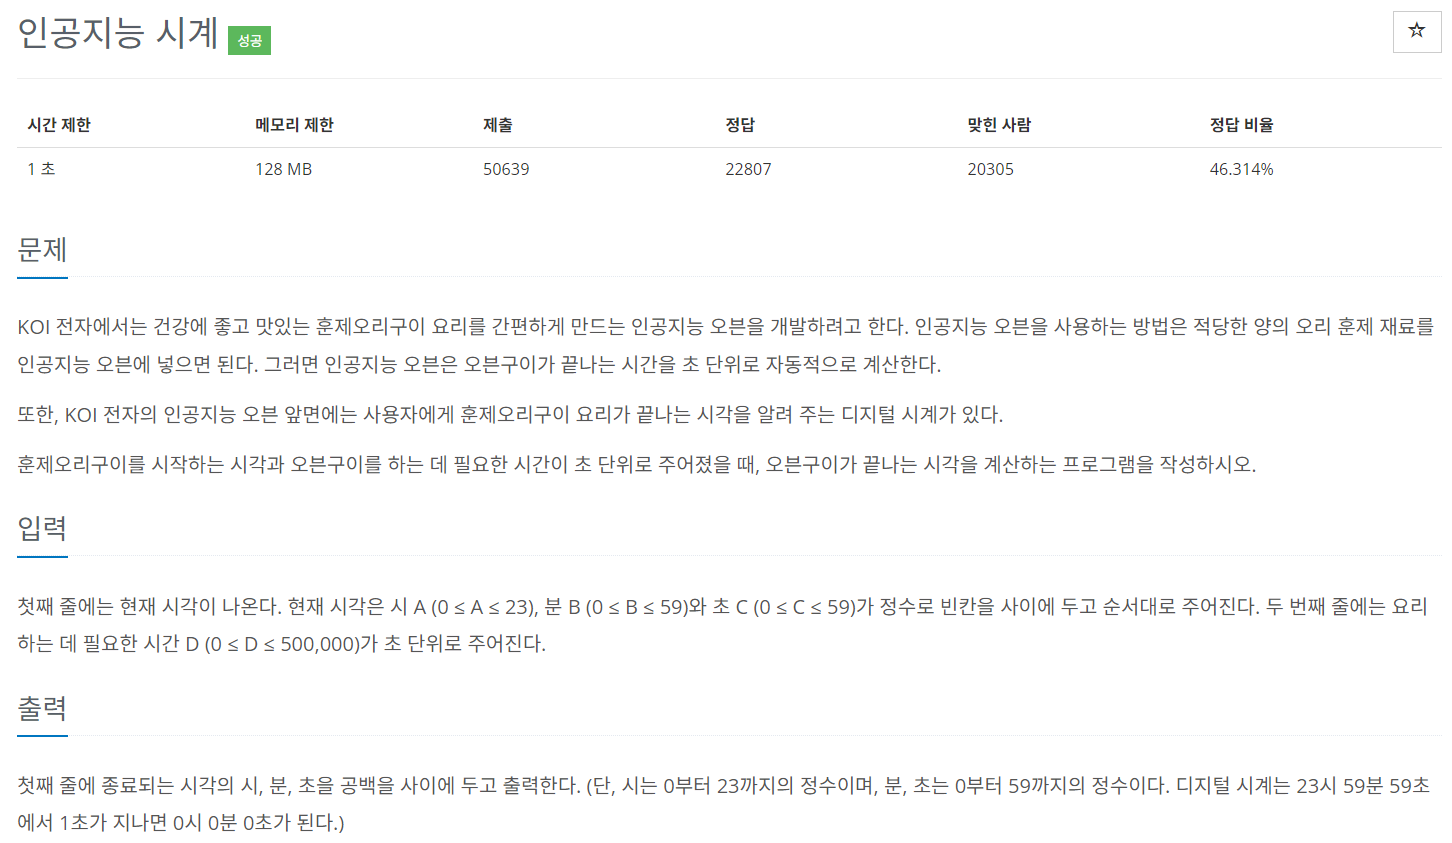 인공지능 시계 성공
☆
시간 제한 메모리 제한 제출 정답 맞힌 사람 정답 비율
1 초 128 MB 50639 22807 20305 46.314%
문제
KOI 전자에서는 건강에 좋고 맛있는 훈제오리구이 요리를 간편하게 만드는 인공지능 오븐을 개발하려고 한다. 인공지능 오븐을 사용하는 방법은 적당한 양의 오리 훈제 재료를
인공지능 오븐에 넣으면 된다. 그러면 인공지능 오븐은 오븐구이가 끝나는 시간을 초 단위로 자동적으로 계산한다.
또한, KOI 전자의 인공지능 오븐 앞면에는 사용자에게 훈제오리구이 요리가 끝나는 시각을 알려 주는 디지털 시계가 있다.
훈제오리구이를 시작하는 시각과 오븐구이를 하는 데 필요한 시간이 초 단위로 주어졌을 때, 오븐구이가 끝나는 시각을 계산하는 프로그램을 작성하시오.
입력
첫째 줄에는 현재 시각이 나온다. 현재 시각은 시 A (0 ≤ A ≤ 23), 분 B (0 ≤ B ≤ 59)와 초 C (0 ≤ C ≤ 59)가 정수로 빈칸을 사이에 두고 순서대로 주어진다. 두 번째 줄에는 요리
하는 데 필요한 시간 D (0 ≤ D ≤ 500,000)가 초 단위로 주어진다.
출력
첫째 줄에 종료되는 시각의 시, 분, 초을 공백을 사이에 두고 출력한다. (단, 시는 0부터 23까지의 정수이며, 분, 초는 0부터 59까지의 정수이다. 디지털 시계는 23시 59분 59초
에서 1초가 지나면 0시 0분 0초가 된다.)